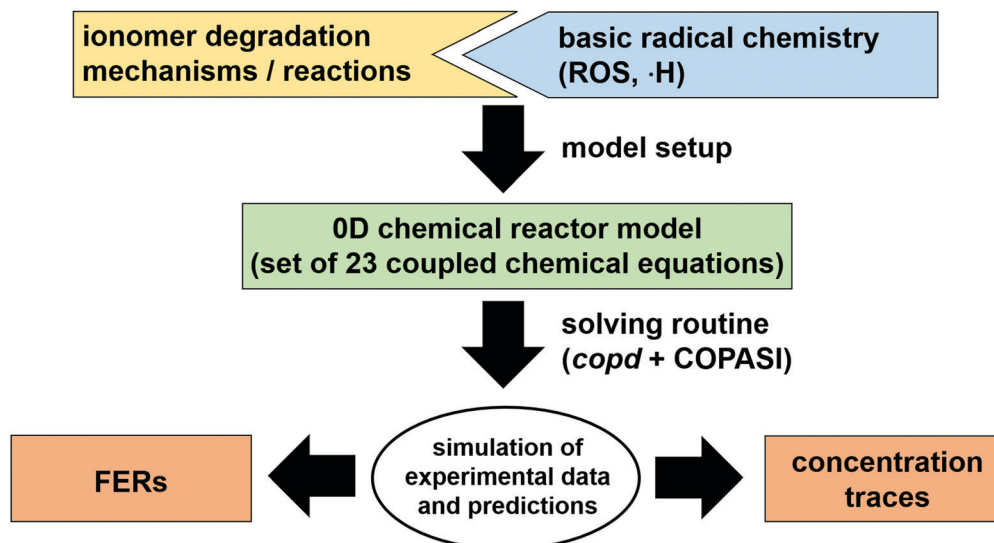 ionomer degradation
mechanisms / reactions
basic radical chemistry
(ROS, ·H)
model setup
0D chemical reactor model
(set of 23 coupled chemical equations)
solving routine
(copd + COPASI)
simulation of
experimental data
and predictions
FERs
concentration
traces